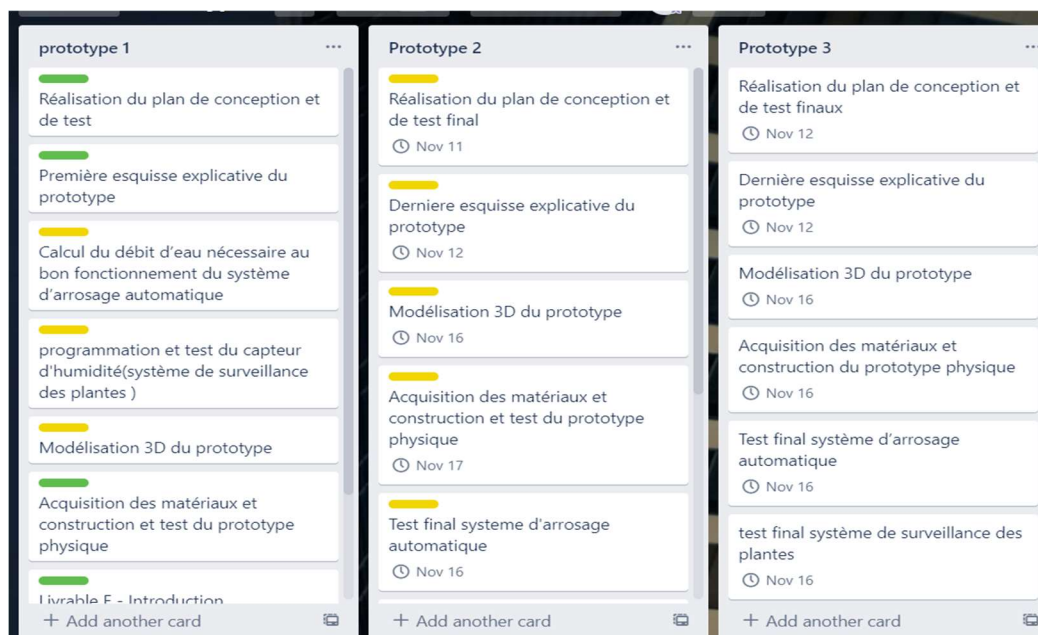 prototype 1
Réalisation du plan de conception et
de test
Première esquisse explicative du
prototype
Calcul du débit d'eau nécessaire au
bon fonctionnement du système
d'arrosage automatique
programmation et test du capteur
d'humidité(système de surveillance
des plantes )
Modélisation 3D du prototype
Acquisition des matériaux et
construction et test du prototype
physique
Livrable E - Introduction
+ Add another card
Prototype 2
Réalisation du plan de conception et
de test final
Nov 11
Derniere esquisse explicative du
prototype
Nov 12
Modélisation 3D du prototype
Nov 16
Acquisition des matériaux et
construction et test du prototype
physique
Nov 17
Test final systeme d'arrosage
automatique
Nov 16
+ Add another card
Prototype 3
Réalisation du plan de conception et
de test finaux
Nov 12
Dernière esquisse explicative du
prototype
Nov 12
Modélisation 3D du prototype
Nov 16
Acquisition des matériaux et
construction du prototype physique
Nov 16
Test final système d'arrosage
automatique
Nov 16
test final système de surveillance des
plantes
Nov 16
+ Add another card